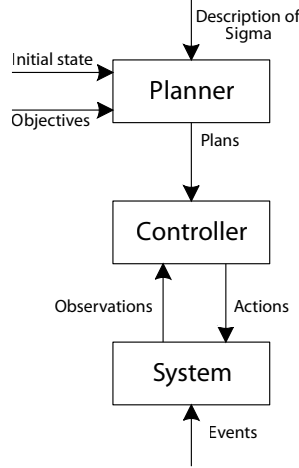 Description of
Sigma
Initial state
Planner
Objectives
Plans
Controller
Observations
Actions
System
Events